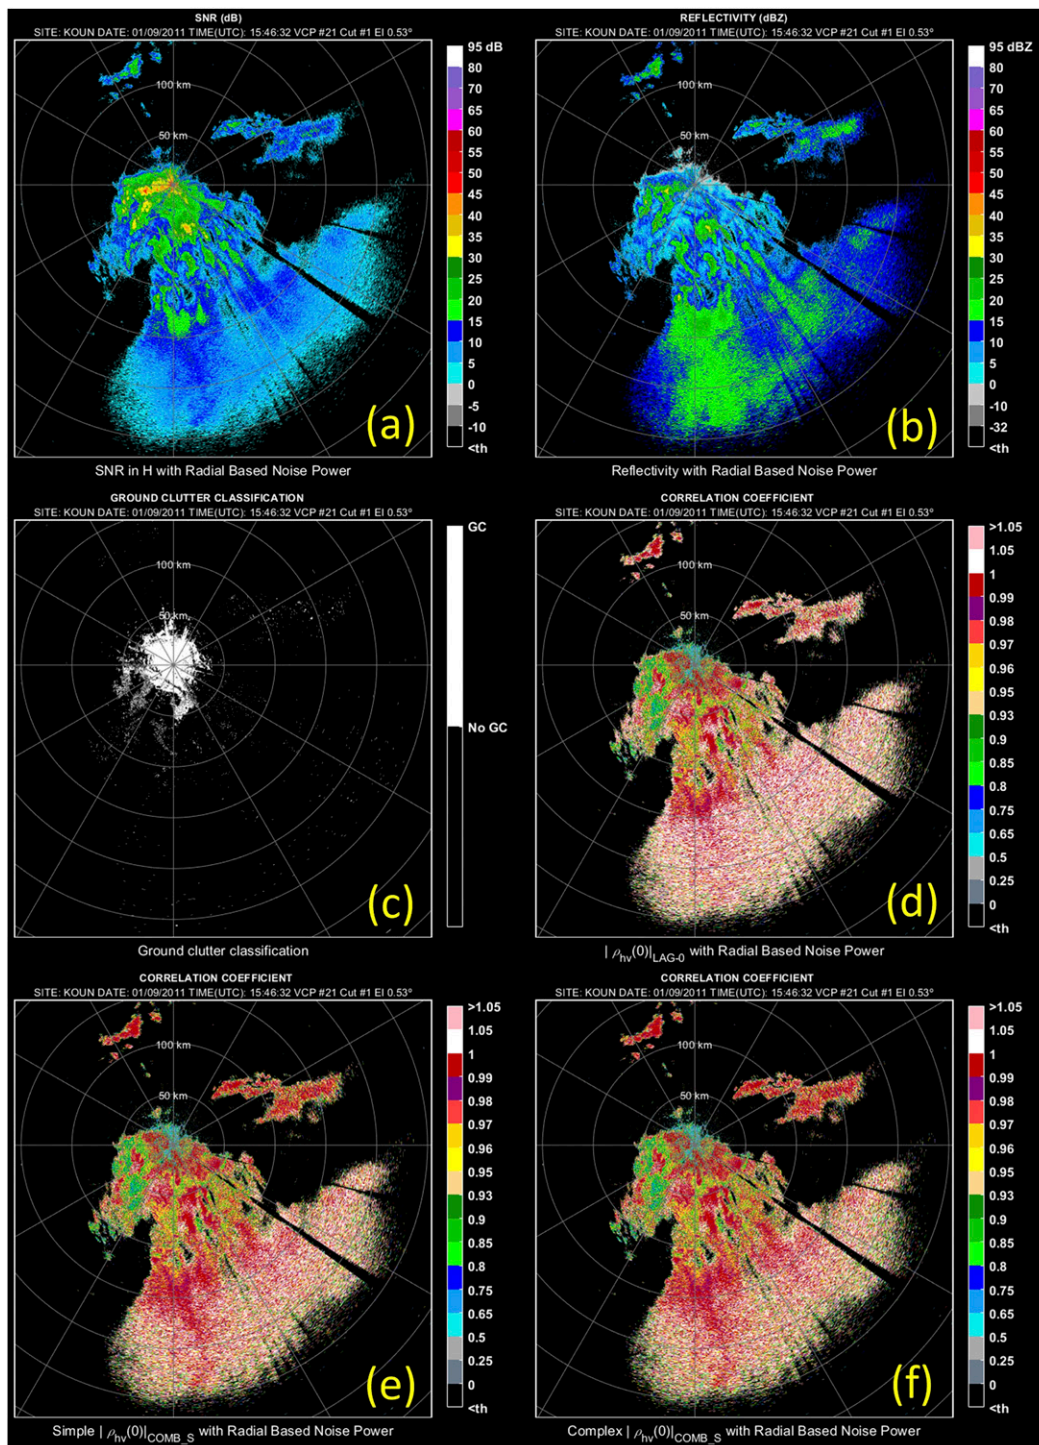 SNR (dB)
SITE: KOUN DATE: 01/09/2011 TIME(UTC): 15:46:32 VCP #21 Cut #1 El 0.53º
100 km
50 km
95 dB
80
70
65
60
55
50
45
40
35
30
25
20
15
10
5
0
-5
-10
<th
(a)
SNR in H with Radial Based Noise Power
REFLECTIVITY (dBZ)
SITE: KOUN DATE: 01/09/2011 TIME(UTC): 15:46:32 VCP #21 Cut #1 El 0.53º
100 km
50 km
95 dBZ
80
70
65
60
55
50
45
40
35
30
25
20
15
10
5
0
-10
-32
<th
(b)
Reflectivity with Radial Based Noise Power
GROUND CLUTTER CLASSIFICATION
SITE: KOUN DATE: 01/09/2011 TIME(UTC): 15:46:32 VCP #21 Cut #1 El 0.53º
100 km
50 km
GC
No GC
(c)
Ground clutter classification
CORRELATION COEFFICIENT
SITE: KOUN DATE: 01/09/2011 TIME(UTC): 15:46:32 VCP #21 Cut #1 El 0.53º
100 km
50 km
>1.05
1.05
1
0.99
0.98
0.97
0.96
0.95
0.93
0.9
0.85
0.8
0.75
0.65
0.5
0.25
0
<th
(d)
| ρhv(0)|LAG-0 with Radial Based Noise Power
CORRELATION COEFFICIENT
SITE: KOUN DATE: 01/09/2011 TIME(UTC): 15:46:32 VCP #21 Cut #1 El 0.53º
100 km
50 km
>1.05
1.05
1
0.99
0.98
0.97
0.96
0.95
0.93
0.9
0.85
0.8
0.75
0.65
0.5
0.25
0
<th
(e)
Simple | ρhv(0)|COMB_S with Radial Based Noise Power
CORRELATION COEFFICIENT
SITE: KOUN DATE: 01/09/2011 TIME(UTC): 15:46:32 VCP #21 Cut #1 El 0.53º
100 km
50 km
>1.05
1.05
1
0.99
0.98
0.97
0.96
0.95
0.93
0.9
0.85
0.8
0.75
0.65
0.5
0.25
0
<th
(f)
Complex | ρhv(0)|COMB_S with Radial Based Noise Power